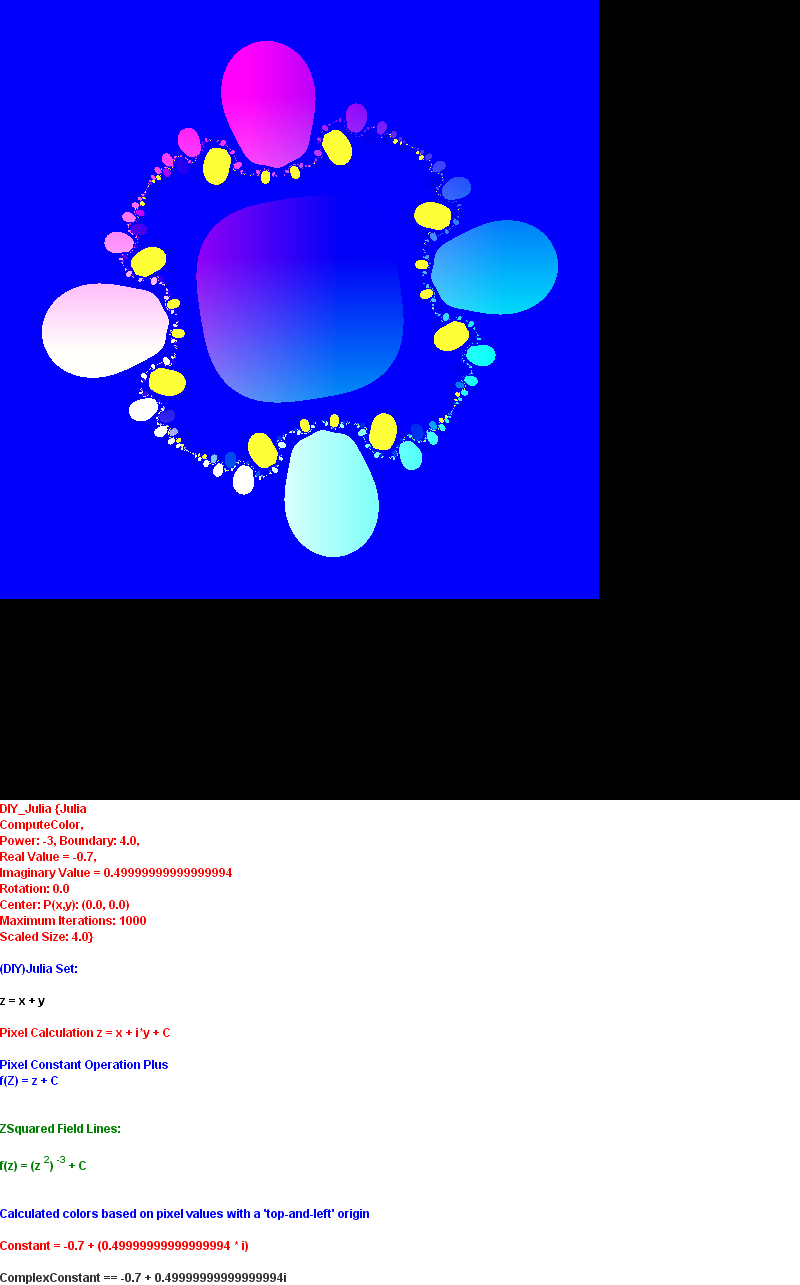 DIY_Julia {Julia
ComputeColor,
Power: -3, Boundary: 4.0,
Real Value = -0.7,
Imaginary Value = 0.49999999999999994
Rotation: 0.0
Center: P(x,y): (0.0, 0.0)
Maximum Iterations: 1000
Scaled Size: 4.0}
(DIY)Julia Set:
z = x + y
Pixel Calculation z = x + i*y + C
Pixel Constant Operation Plus
f(Z) = z + C
ZSquared Field Lines:
f(z) = (z ²) ⁻³ + C
Calculated colors based on pixel values with a 'top-and-left' origin
Constant = -0.7 + (0.49999999999999994 * i)
ComplexConstant == -0.7 + 0.49999999999999994i